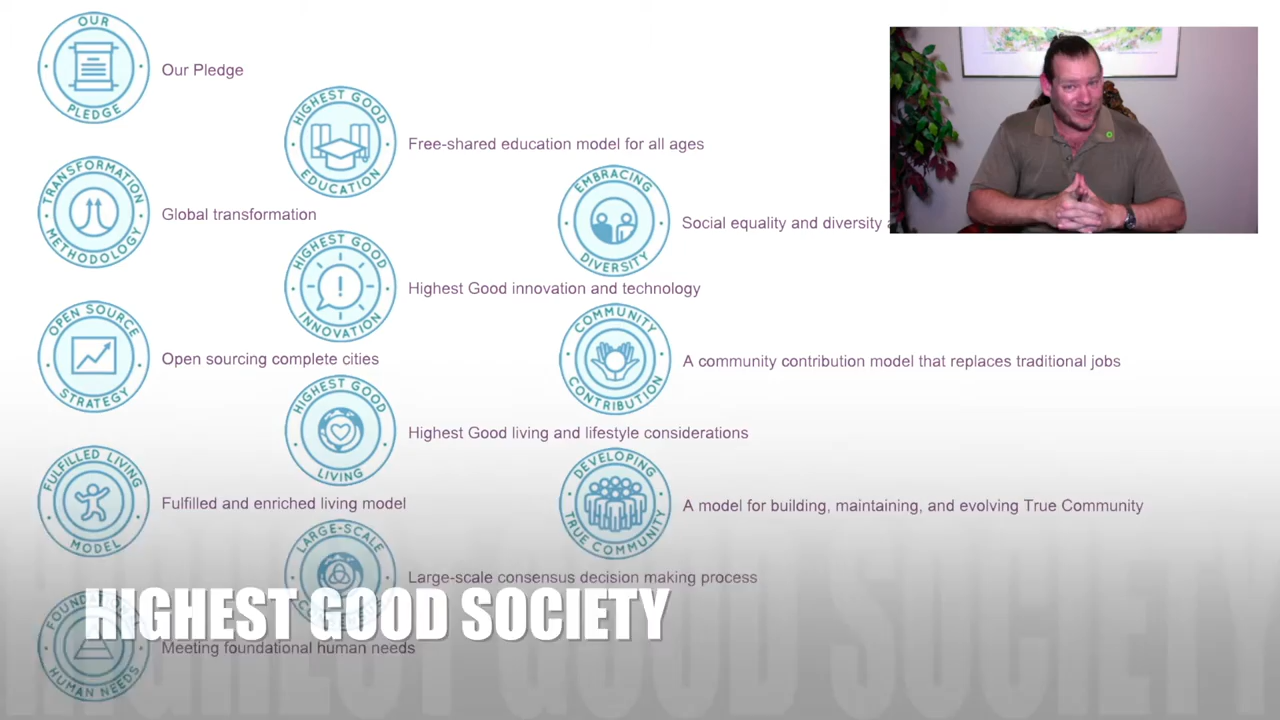 OUR
PLEDGE
Our Pledge
HIGHEST GOOD
EDUCATION
Free-shared education model for all ages
TRANSFORMATION
METHODOLOGY
Global transformation
EMBRACING
DIVERSITY
Social equality and diversity
HIGHEST GOOD
INNOVATION
Highest Good innovation and technology
OPEN SOURCE
STRATEGY
Open sourcing complete cities
COMMUNITY
CONTRIBUTION
A community contribution model that replaces traditional jobs
HIGHEST GOOD
LIVING
Highest Good living and lifestyle considerations
FULFILLED LIVING
MODEL
Fulfilled and enriched living model
DEVELOPING
TRUE COMMUNITY
A model for building, maintaining, and evolving True Community
LARGE-SCALE
Large-scale consensus decision making process
HIGHEST GOOD SOCIETY
HUMAN NEEDS
Meeting foundational human needs
HIGHEST GOOD SOCIETY